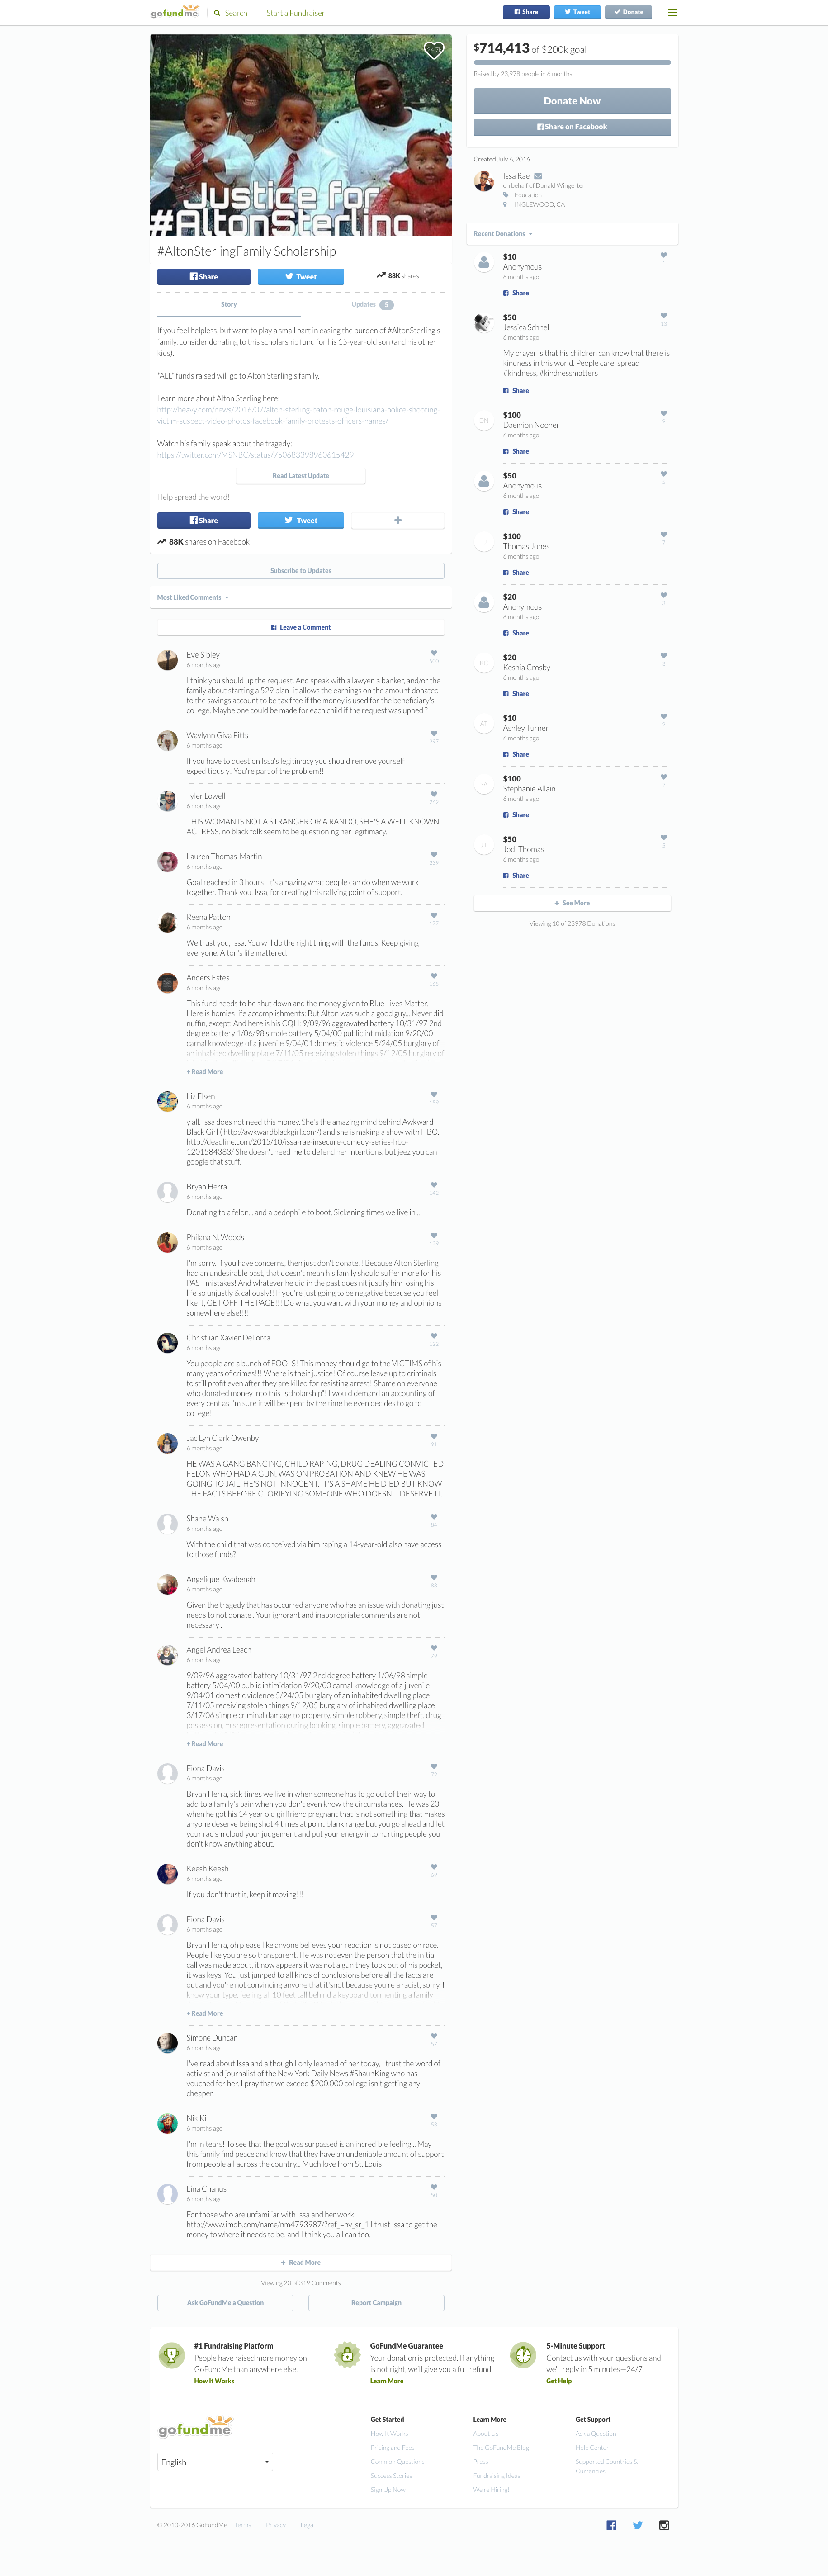 gofundme
Search
Start a Fundraiser
Share
Tweet
Donate
Justice for
#AltonSterling
#AltonSterlingFamily Scholarship
Share
Tweet
88K shares
Story
Updates 5
If you feel helpless, but want to play a small part in easing the burden of #AltonSterling's
family, consider donating to this scholarship fund for his 15-year-old son (and his other
kids).
"ALL" funds raised will go to Alton Sterling's family.
Learn more about Alton Sterling here:
http://heavy.com/news/2016/07/alton-sterling-baton-rouge-louisiana-police-shooting-
victim-suspect-video-photos-facebook-family-protests-officers-names/
Watch his family speak about the tragedy:
https://twitter.com/MSNBC/status/750683398960615429
Read Latest Update
Help spread the word!
Share
Tweet
+
88K shares on Facebook
Subscribe to Updates
Most Liked Comments
Leave a Comment
Eve Sibley
6 months ago
I think you should up the request. And speak with a lawyer, a banker, and/or the
family about starting a 529 plan- it allows the earnings on the amount donated
to the savings account to be tax free if the money is used for the beneficiary's
college. Maybe one could be made for each child if the request was upped ?
Waylynn Giva Pitts
6 months ago
If you have to question Issa's legitimacy you should remove yourself
expeditiously! You're part of the problem!!
Tyler Lowell
6 months ago
262
THIS WOMAN IS NOT A STRANGER OR A RANDO, SHE'S A WELL KNOWN
ACTRESS, no black folk seem to be questioning her legitimacy.
Lauren Thomas-Martin
6 months ago
Goal reached in 3 hours! It's amazing what people can do when we work
together. Thank you, Issa, for creating this rallying point of support.
Reena Patton
6 months ago
177
We trust you, Issa. You will do the right thing with the funds. Keep giving
everyone. Alton's life mattered.
Anders Estes
6 months ago
This fund needs to be shut down and the money given to Blue Lives Matter.
Here is homies life accomplishments: But Alton was such a good guy... Never did
nuffin, except: And here is his CQH: 9/09/96 aggravated battery 10/31/97 2nd
degree battery 1/06/98 simple battery 5/04/00 public intimidation 9/20/00
carnal knowledge of a juvenile 9/04/01 domestic violence 5/24/05 burglary of
an inhabited dwelling place 7/11/05 receiving stolen things 9/12/05 burglary of
+ Read More
Liz Eisen
6 months ago
159
y'all. Issa does not need this money. She's the amazing mind behind Awkward
Black Girl ( http://awkwardblackgirl.com/) and she is making a show with HBO.
http://deadline.com/2015/10/issa-rae-insecure-comedy-series-hbo-
1201584383/ She doesn't need me to defend her intentions, but jeez you can
google that stuff.
Bryan Herra
6 months ago
Donating to a felon... and a pedophile to boot. Sickening times we live in...
Philana N. Woods
6 months ago
129
I'm sorry. If you have concerns, then just don't donate!! Because Alton Sterling
had an undesirable past, that doesn't mean his family should suffer more for his
PAST mistakes! And whatever he did in the past does nit justify him losing his
life so unjustly & callously!! If you're just going to be negative because you feel
like it, GET OFF THE PAGE!!! Do what you want with your money and opinions
somewhere else!!!!
Christiian Xavier DeLorca
6 months ago
122
You people are a bunch of FOOLS! This money should go to the VICTIMS of his
many years of crimes!!! Where is their justice! Of course leave up to criminals
to still profit even after they are killed for resisting arrest! Shame on everyone
who donated money into this "scholarship"! I would demand an accounting of
every cent as I'm sure it will be spent by the time he even decides to go to
college!
Jac Lyn Clark Owenby
6 months ago
91
HE WAS A GANG BANGING, CHILD RAPING, DRUG DEALING CONVICTED
FELON WHO HAD A GUN, WAS ON PROBATION AND KNEW HE WAS
GOING TO JAIL. HE'S NOT INNOCENT. IT'S A SHAME HE DIED BUT KNOW
THE FACTS BEFORE GLORIFYING SOMEONE WHO DOESN'T DESERVE IT.
Shane Walsh
6 months ago
With the child that was conceived via him raping a 14-year-old also have access
to those funds?
Angelique Kwabenah
6 months ago
83
Given the tragedy that has occurred anyone who has an issue with donating just
needs to not donate . Your ignorant and inappropriate comments are not
necessary .
Angel Andrea Leach
6 months ago
9/09/96 aggravated battery 10/31/97 2nd degree battery 1/06/98 simple
battery 5/04/00 public intimidation 9/20/00 carnal knowledge of a juvenile
9/04/01 domestic violence 5/24/05 burglary of an inhabited dwelling place
7/11/05 receiving stolen things 9/12/05 burglary of inhabited dwelling place
3/17/06 simple criminal damage to property, simple robbery, simple theft, drug
possession, misrepresentation during booking, simple battery, aggravated
+ Read More
Fiona Davis
6 months ago
Bryan Herra, sick times we live in when someone has to go out of their way to
add to a family's pain when you don't even know the circumstances. He was 20
when he got his 14 year old girlfriend pregnant that is not something that makes
anyone deserve being shot 4 times at point blank range but you go ahead and let
your racism cloud your judgement and put your energy into hurting people you
don't know anything about.
Keesh Keesh
6 months ago
If you don't trust it, keep it moving!!!
Fiona Davis
6 months ago
Bryan Herra, oh please like anyone believes your reaction is not based on race.
People like you are so transparent. He was not even the person that the initial
call was made about, it now appears it was not a gun they took out of his pocket,
it was keys. You just jumped to all kinds of conclusions before all the facts are
out and you're not convincing anyone that it'snot because you're a racist, sorry. I
know your type, feeling all 10 feet tall behind a keyboard tormenting a family
+ Read More
Simone Duncan
6 months ago
I've read about Issa and although I only learned of her today, I trust the word of
activist and journalist of the New York Daily News #ShaunKing who has
vouched for her. I pray that we exceed $200,000 college isn't getting any
cheaper.
Nik Ki
6 months ago
I'm in tears! To see that the goal was surpassed is an incredible feeling... May
this family find peace and know that they have an undeniable amount of support
from people all across the country... Much love from St. Louis!
Lina Chanus
6 months ago
For those who are unfamiliar with Issa and her work.
http://www.imdb.com/name/nm4793987/?ref_=nv_sr_1 I trust Issa to get the
money to where it needs to be, and I think you all can too.
+ Read More
Viewing 20 of 319 Comments
Ask GoFundMe a Question
Report Campaign
$714,413 of $200k goal
Raised by 23,978 people in 6 months
Donate Now
Share on Facebook
Created July 6, 2016
Issa Rae
on behalf of Donald Wingerter
Education
INGLEWOOD, CA
Recent Donations
$10
Anonymous
6 months ago
Share
$50
Jessica Schnell
6 months ago
13
My prayer is that his children can know that there is
kindness in this world. People care, spread
#kindness, #kindnessmatters
Share
DN
$100
Daemion Nooner
6 months ago
9
Share
$50
Anonymous
6 months ago
Share
TJ
$100
Thomas Jones
6 months ago
7
Share
$20
Anonymous
6 months ago
3
Share
KC
$20
Keshia Crosby
6 months ago
3
Share
AT
$10
Ashley Turner
6 months ago
2
Share
SA
$100
Stephanie Allain
6 months ago
7
Share
JT
$50
Jodi Thomas
6 months ago
Share
+ See More
Viewing 10 of 23978 Donations
#1 Fundraising Platform
People have raised more money on
GoFundMe than anywhere else.
How It Works
GoFundMe Guarantee
Your donation is protected. If anything
is not right, we'll give you a full refund.
Learn More
5-Minute Support
Contact us with your questions and
we'll reply in 5 minutes—24/7.
Get Help
gofundme
English
Get Started
How it Works
Pricing and Fees
Common Questions
Success Stories
Sign Up Now
Learn More
About Us
The GoFundMe Blog
Press
Fundraising Ideas
We're Hiring!
Get Support
Ask a Question
Help Center
Supported Countries &
Currencies
© 2010-2016 GoFundMe
Terms
Privacy
Legal